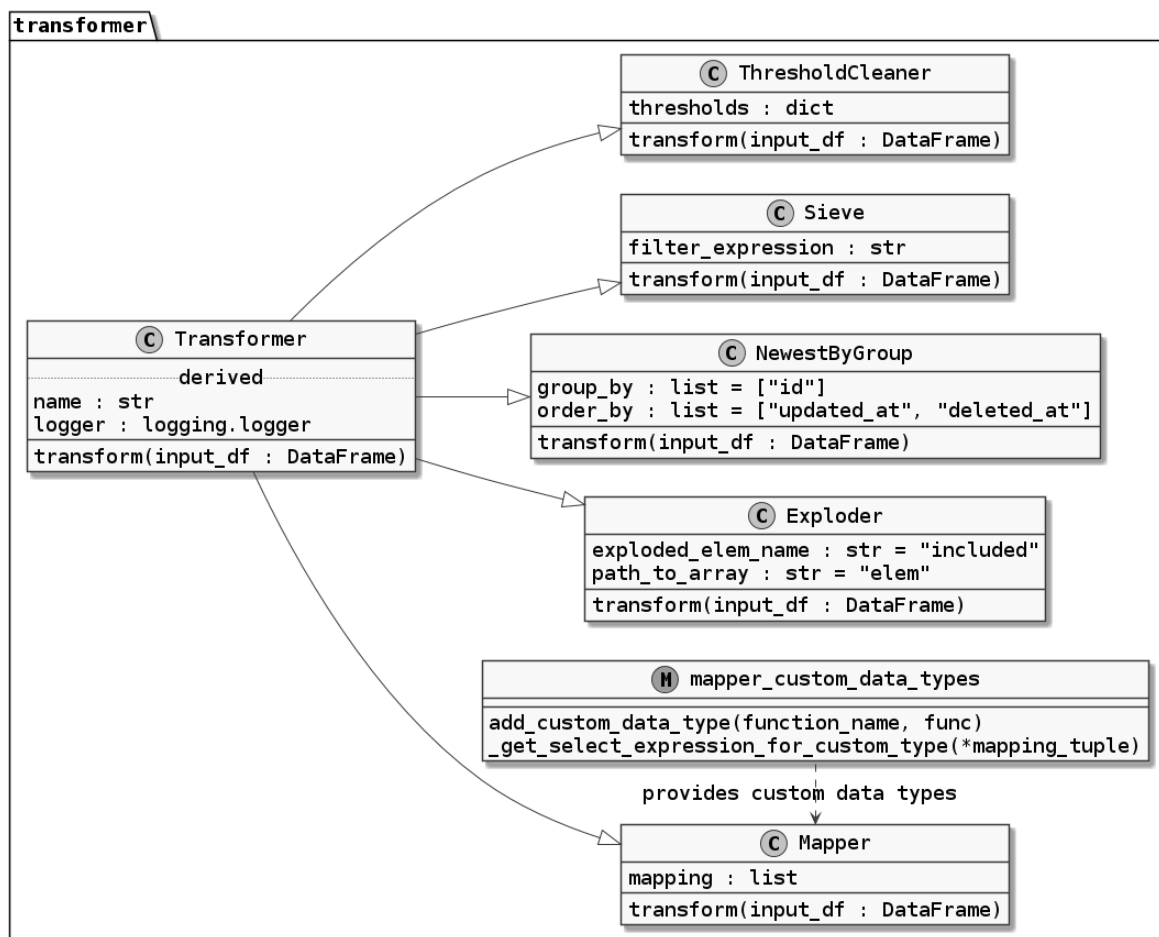 transformer
C ThresholdCleaner
thresholds : dict
transform(input_df : DataFrame)
C Sieve
filter_expression : str
transform(input_df : DataFrame)
C Transformer
derived
name : str
logger : logging.logger
transform(input_df : DataFrame)
C NewestByGroup
group_by : list = ["id"]
order_by : list = ["updated_at", "deleted_at"]
transform(input_df : DataFrame)
C Exploder
exploded_elem_name : str = "included"
path_to_array : str = "elem"
transform(input_df : DataFrame)
M mapper_custom_data_types
add_custom_data_type(function_name, func)
_get_select_expression_for_custom_type(*mapping_tuple)
provides custom data types
C Mapper
mapping : list
transform(input_df : DataFrame)